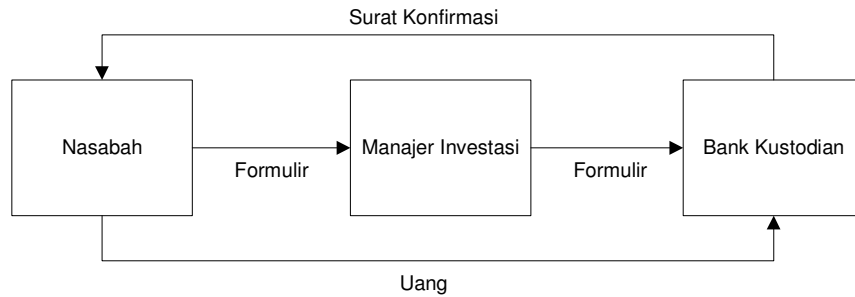 Surat Konfirmasi
Nasabah
Manajer Investasi
Bank Kustodian
Formulir
Formulir
Uang